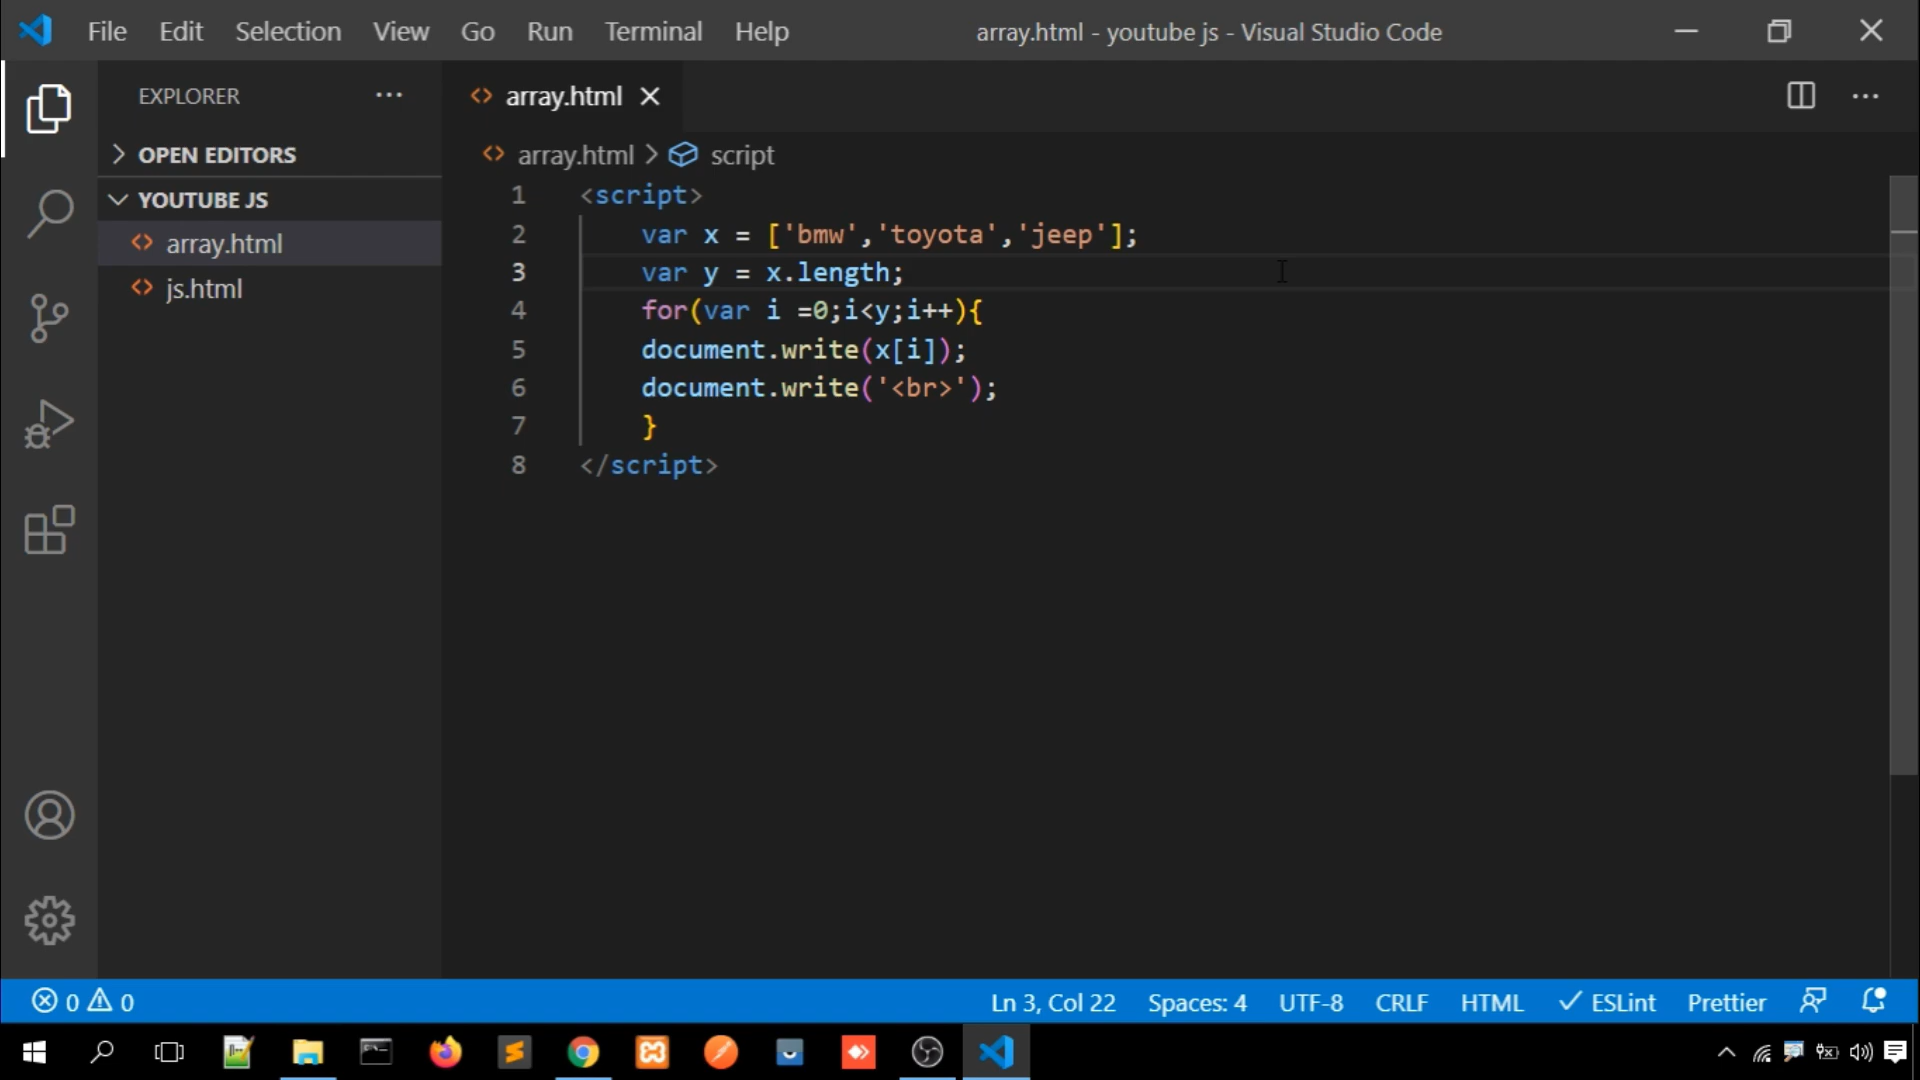 File Edit Selection View Go Run Terminal Help array.html - youtube js - Visual Studio Code
EXPLORER
OPEN EDITORS
YOUTUBE JS
array.html
js.html
array.html
array.html > script
1 <script>
2 var x = ['bmw','toyota','jeep'];
3 var y = x.length;
4 for(var i =0;i<y;i++){
5 document.write(x[i]);
6 document.write('<br>');
7 }
8 </script>
0 0 Ln 3, Col 22 Spaces: 4 UTF-8 CRLF HTML ESLint Prettier